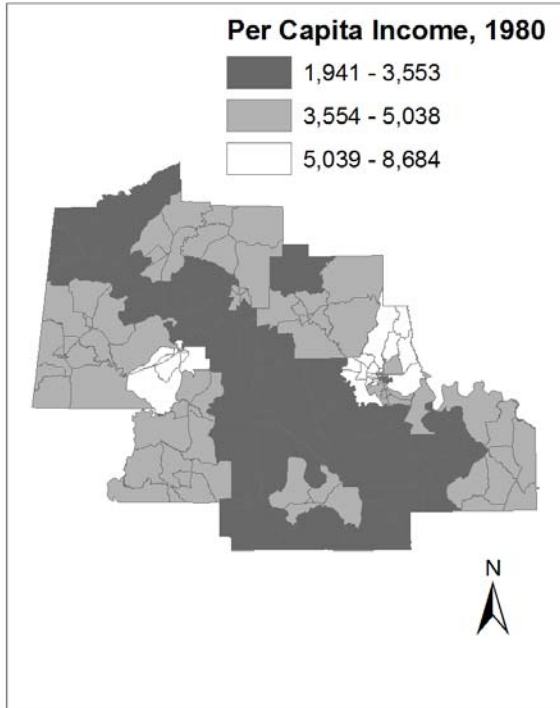 Per Capita Income, 1980
1,941 - 3,553
3,554 - 5,038
5,039 - 8,684
N